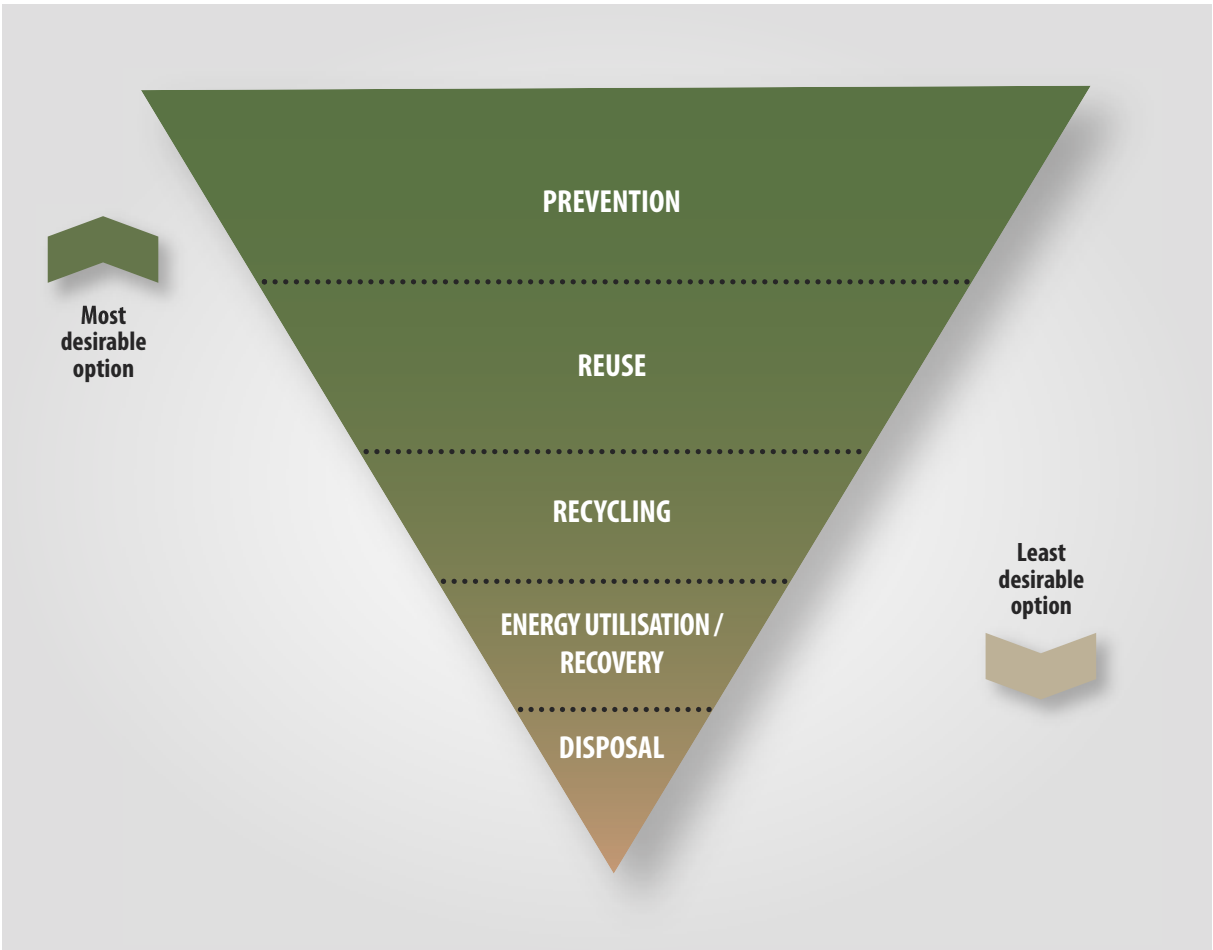 PREVENTION
Most
desirable
option
REUSE
RECYCLING
Least
desirable
option
ENERGY UTILISATION /
RECOVERY
DISPOSAL